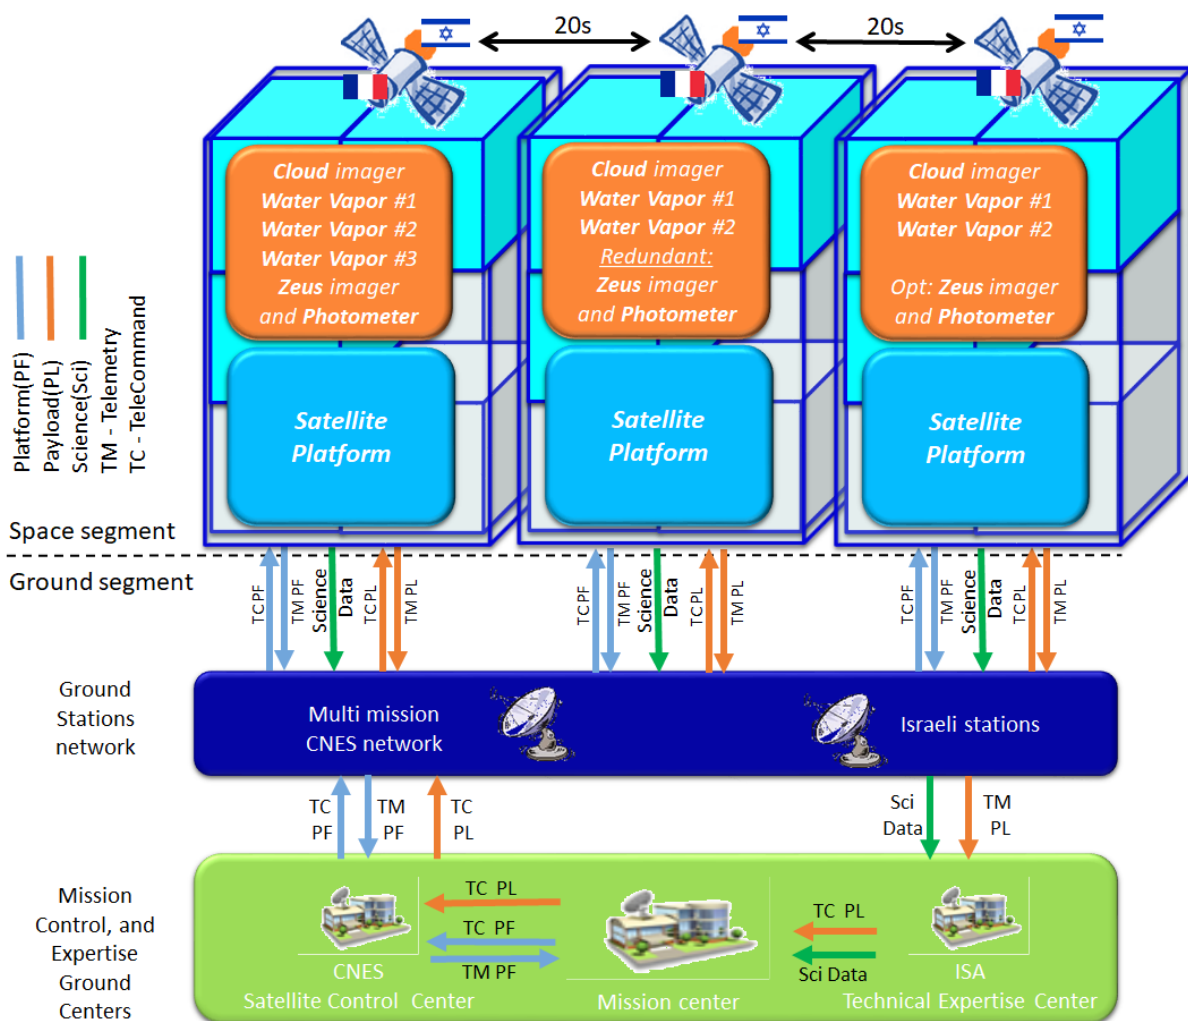 20s
20s
Cloud imager
Water Vapor #1
Water Vapor #2
Water Vapor #3
Zeus imager
and Photometer
Cloud imager
Water Vapor #1
Water Vapor #2
Redundant:
Zeus imager
and Photometer
Cloud imager
Water Vapor #1
Water Vapor #2
Opt: Zeus imager
and Photometer
Platform(PF)
Payload(PL)
Science(Sci)
TM - Telemetry
TC - TeleCommand
Satellite
Platform
Satellite
Platform
Satellite
Platform
Space segment
Ground segment
TC PF
TM PF
Science
Data
TC PL
TM PL
TC PF
TM PF
Science
Data
TC PL
TM PL
TC PF
TM PF
Science
Data
TC PL
TM PL
Ground
Stations
network
Multi mission
CNES network
Israeli stations
TC
PF
TM
PF
TC
PL
Sci
Data
TM
PL
Mission
Control, and
Expertise
Ground
Centers
TC PL
TC PF
TM PF
TC PL
Sci Data
CNES
Satellite Control Center
Mission center
ISA
Technical Expertise Center